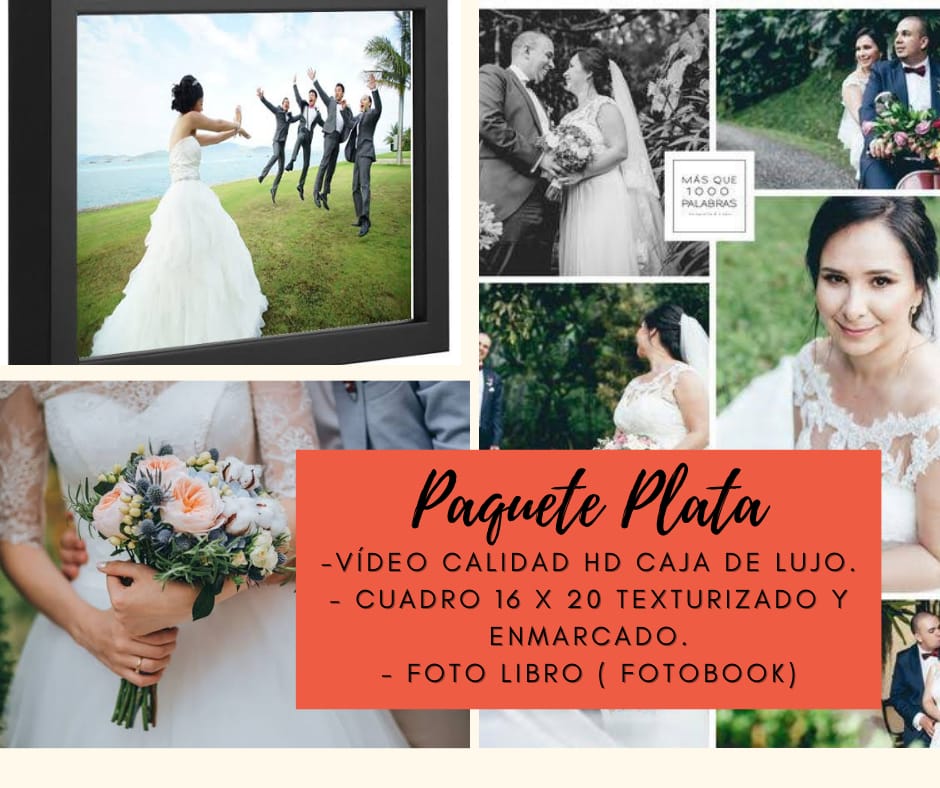 MÁS QUE
1000
PALABRAS
Paquete Plata
-VÍDEO CALIDAD HD CAJA DE LUJO.
- CUADRO 16 X 20 TEXTURIZADO Y
ENMARCADO.
- FOTO LIBRO ( FOTOBOOK)